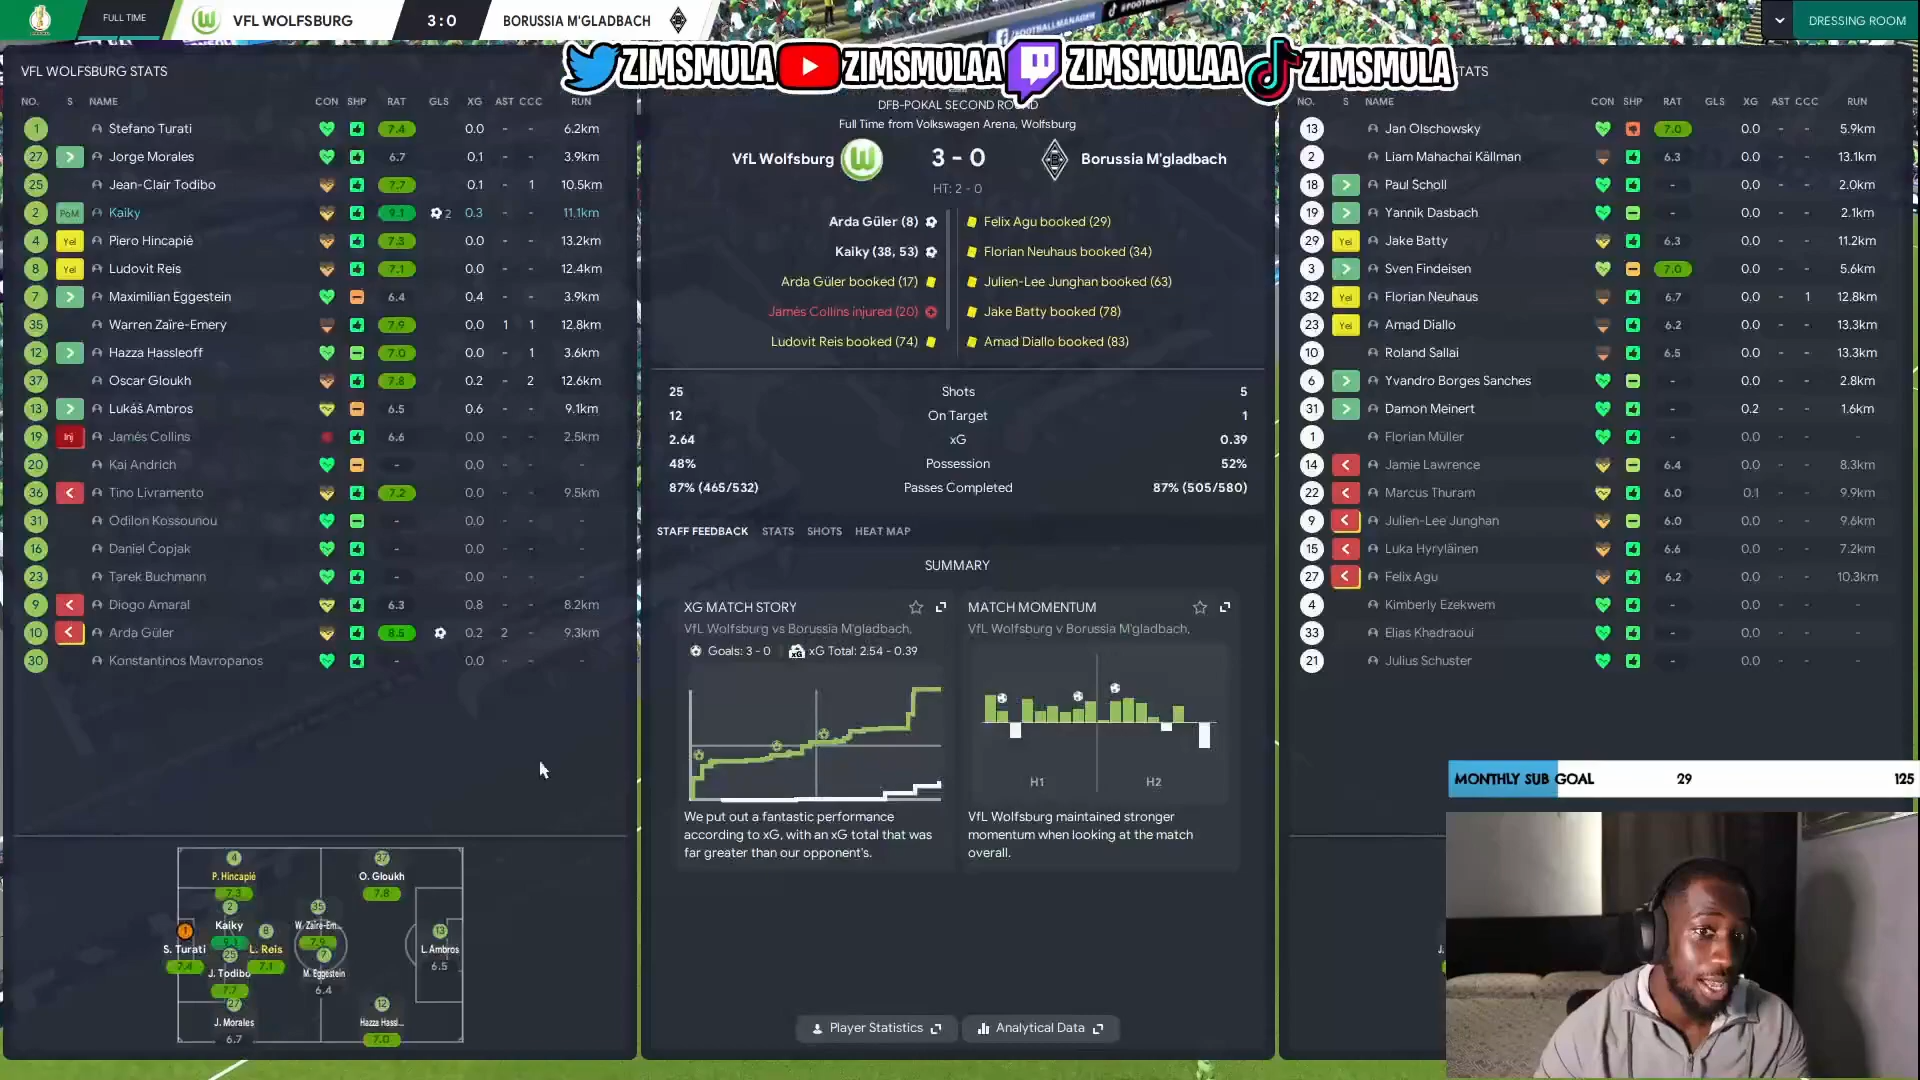 FULL TIME
VFL WOLFSBURG
3 : 0
BORUSSIA M'GLADBACH
DRESSING ROOM
ZIMSMULA ZIMSMULAA ZIMSMULAA ZIMSMULA
VFL WOLFSBURG STATS
NO. S NAME CON SHP RAT GLS XG AST CCC RUN
1 Stefano Turati 7.4 0.0 - - 6.2km
27 Jorge Morales 6.7 0.1 - - 3.9km
25 Jean-Clair Todibo 7.7 0.1 - 1 10.5km
2 PoM Kaiky 9.1 2 0.3 - - 11.1km
4 Yel Piero Hincapié 7.3 0.0 - - 13.2km
8 Yel Ludovit Reis 7.1 0.0 - - 12.4km
7 Maximilian Eggestein 6.4 0.4 - - 3.9km
35 Warren Zaïre-Emery 7.9 0.0 1 1 12.8km
12 Hazza Hassleoff 7.0 0.0 - 1 3.6km
37 Oscar Gloukh 7.8 0.2 - 2 12.6km
13 Lukáš Ambros 6.5 0.6 - - 9.1km
19 Inj Jamés Collins 6.6 0.0 - - 2.5km
20 Kai Andrich - 0.0 - - -
36 Tino Livramento 7.2 0.0 - - 9.5km
31 Odilon Kossounou - 0.0 - - -
16 Daniel Čopjak - 0.0 - - -
23 Tarek Buchmann - 0.0 - - -
9 Diogo Amaral 6.3 0.8 - - 8.2km
10 Arda Güler 8.5 0.2 2 - 9.3km
30 Konstantinos Mavropanos - 0.0 - - -
4
P. Hincapié
7.3
37
O. Gloukh
7.8
2
Kaiky
9.1
35
W. Zaïre-Em...
7.9
1
S. Turati
7.4
8
L. Reis
7.1
25
J. Todibo
7.7
7
M. Eggestein
6.4
13
L. Ambros
6.5
27
J. Morales
6.7
12
Hazza Hassl...
7.0
DFB-POKAL SECOND ROUND
Full Time from Volkswagen Arena, Wolfsburg
VfL Wolfsburg 3 - 0 Borussia M'gladbach
HT: 2 - 0
Arda Güler (8) Felix Agu booked (29)
Kaiky (38, 53) Florian Neuhaus booked (34)
Arda Güler booked (17) Julien-Lee Junghan booked (63)
Jamés Collins injured (20) Jake Batty booked (78)
Ludovit Reis booked (74) Amad Diallo booked (83)
25 Shots 5
12 On Target 1
2.64 xG 0.39
48% Possession 52%
87% (465/532) Passes Completed 87% (505/580)
STAFF FEEDBACK STATS SHOTS HEAT MAP
SUMMARY
XG MATCH STORY
VfL Wolfsburg vs Borussia M'gladbach,
Goals: 3 - 0 xG xG Total: 2.54 - 0.39
We put out a fantastic performance
according to xG, with an xG total that was
far greater than our opponent's.
MATCH MOMENTUM
VfL Wolfsburg v Borussia M'gladbach,
H1 H2
VfL Wolfsburg maintained stronger
momentum when looking at the match
overall.
Player Statistics
Analytical Data
STATS
NO. S NAME CON SHP RAT GLS XG AST CCC RUN
13 Jan Olschowsky 7.0 0.0 - - 5.9km
2 Liam Mahachai Källman 6.3 0.0 - - 13.1km
18 Paul Scholl - 0.0 - - 2.0km
19 Yannik Dasbach - 0.0 - - 2.1km
29 Yel Jake Batty 6.3 0.0 - - 11.2km
3 Sven Findeisen 7.0 0.0 - - 5.6km
32 Yel Florian Neuhaus 6.7 0.0 - 1 12.8km
23 Yel Amad Diallo 6.2 0.0 - - 13.3km
10 Roland Sallai 6.5 0.0 - - 13.3km
6 Yvandro Borges Sanches - 0.0 - - 2.8km
31 Damon Meinert - 0.2 - - 1.6km
1 Florian Müller - 0.0 - - -
14 Jamie Lawrence 6.4 0.0 - - 8.3km
22 Marcus Thuram 6.0 0.1 - - 9.9km
9 Julien-Lee Junghan 6.0 0.0 - - 9.6km
15 Luka Hyryläinen 6.6 0.0 - - 7.2km
27 Felix Agu 6.2 0.0 - - 10.3km
4 Kimberly Ezekwem - 0.0 - - -
33 Elias Khadraoui - 0.0 - - -
21 Julius Schuster - 0.0 - - -
MONTHLY SUB GOAL 29 125